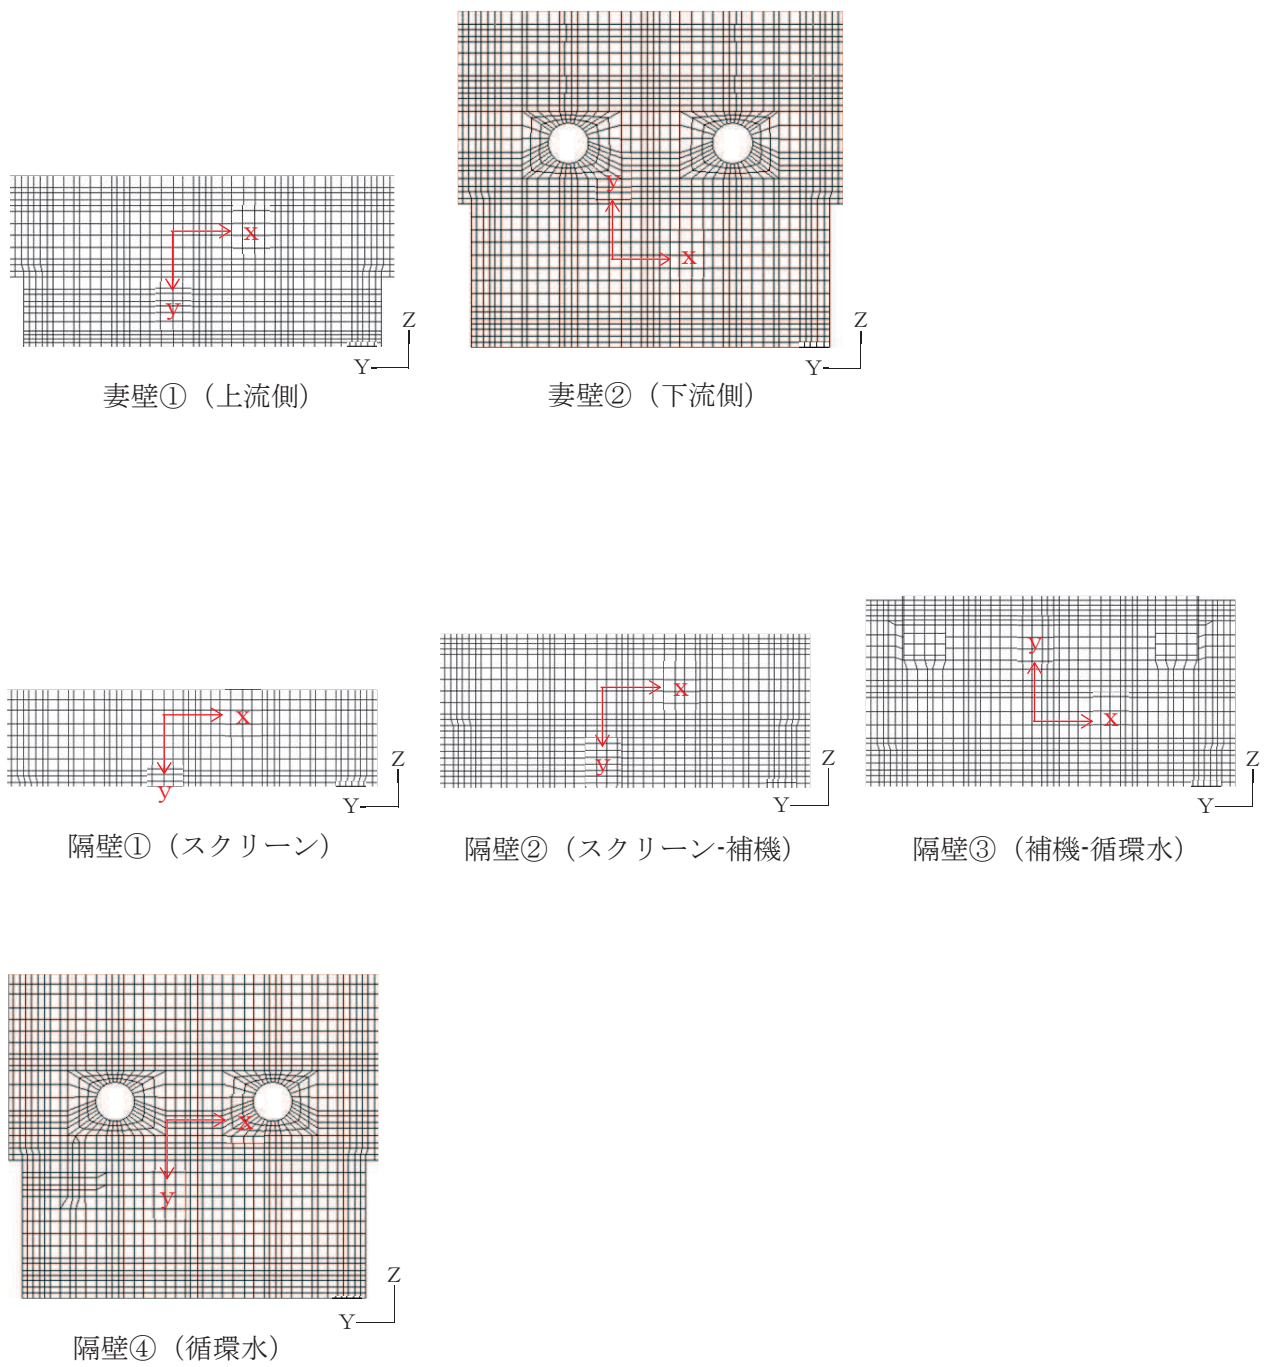 x
y
Z
Y
妻壁①（上流側）
y
x
Z
Y
妻壁②（下流側）
x
y
Z
Y
隔壁①（スクリーン）
x
y
Z
Y
隔壁②（スクリーン-補機）
y
x
Z
Y
隔壁③（補機-循環水）
x
y
Z
Y
隔壁④（循環水）